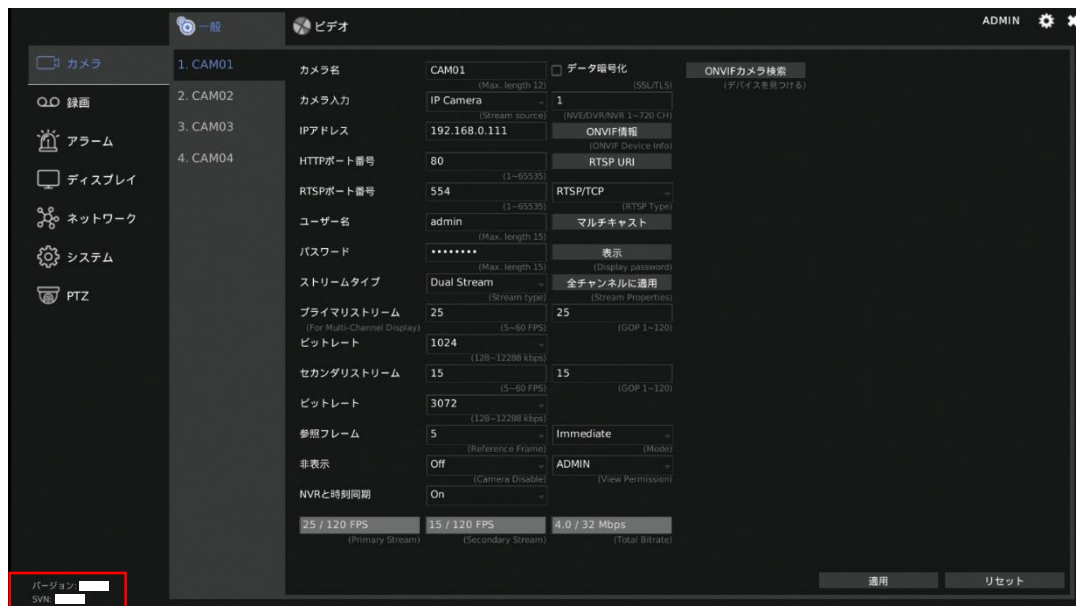 一般
ビデオ
ADMIN
カメラ
録画
アラーム
ディスプレイ
ネットワーク
システム
PTZ
1. CAM01
2. CAM02
3. CAM03
4. CAM04
カメラ名 CAM01 データ暗号化 ONVIFカメラ検索
(Max. length 12) (SSL/TLS) (デバイスを見つける)
カメラ入力 IP Camera 1
(Stream source) (NVE/DVR/NVR 1~720 CH)
IPアドレス 192.168.0.111 ONVIF情報
(ONVIF Device Info)
HTTPポート番号 80 RTSP URI
(1~65535)
RTSPポート番号 554 RTSP/TCP
(1~65535) (RTSP Type)
ユーザー名 admin マルチキャスト
(Max. length 15)
パスワード •••••••• 表示
(Max. length 15) (Display password)
ストリームタイプ Dual Stream 全チャンネルに適用
(Stream type) (Stream Properties)
プライマリストリーム 25 25
(For Multi-Channel Display) (5~60 FPS) (GOP 1~120)
ビットレート 1024
(128~12288 kbps)
セカンダリストリーム 15 15
(5~60 FPS) (GOP 1~120)
ビットレート 3072
(128~12288 kbps)
参照フレーム 5 Immediate
(Reference Frame) (Mode)
非表示 Off ADMIN
(Camera Disable) (View Permission)
NVRと時刻同期 On
25 / 120 FPS 15 / 120 FPS 4.0 / 32 Mbps
(Primary Stream) (Secondary Stream) (Total Bitrate)
適用 リセット
バージョン:
SVN: